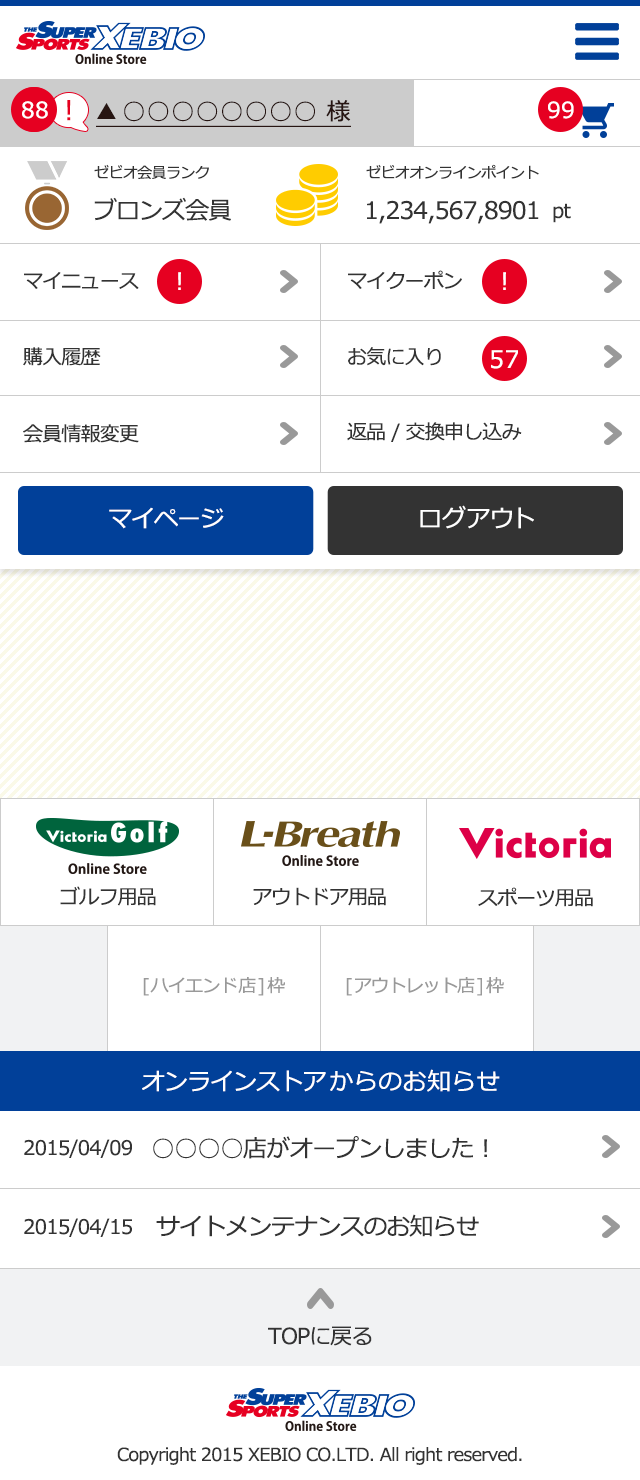 THE SUPER SPORTS XEBIO
Online Store
88 ! ▲ ○○○○○○○○ 様
99
ゼビオ会員ランク
ブロンズ会員
ゼビオオンラインポイント
1,234,567,8901 pt
マイニュース !
マイクーポン !
購入履歴
お気に入り 57
会員情報変更
返品 / 交換申し込み
マイページ
ログアウト
Victoria Golf
Online Store
ゴルフ用品
L-Breath
Online Store
アウトドア用品
Victoria
スポーツ用品
[ハイエンド店]枠
[アウトレット店]枠
オンラインストアからのお知らせ
2015/04/09 ○○○○店がオープンしました！
2015/04/15 サイトメンテナンスのお知らせ
TOPに戻る
THE SUPER SPORTS XEBIO
Online Store
Copyright 2015 XEBIO CO.LTD. All right reserved.